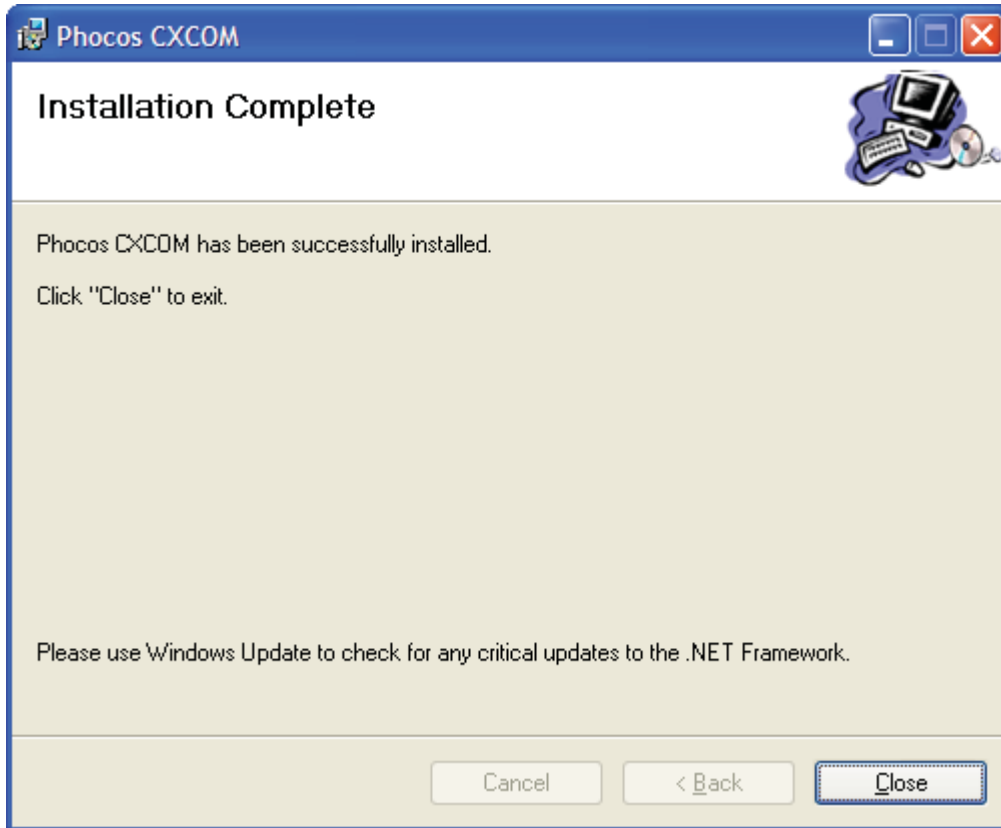 Phocos CXCOM
Installation Complete
Phocos CXCOM has been successfully installed.
Click "Close" to exit.
Please use Windows Update to check for any critical updates to the .NET Framework.
Cancel < Back Close